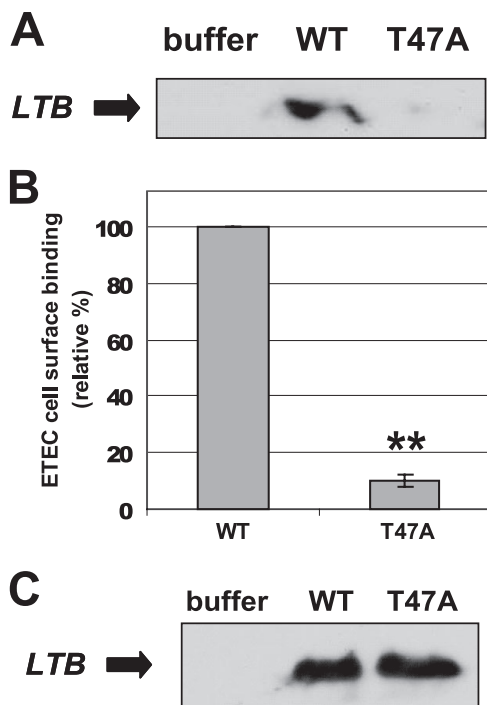 A
buffer WT T47A
LTB
B
ETEC cell surface binding
(relative %)
100
80
60
40
20
0
**
WT T47A
C
buffer WT T47A
LTB